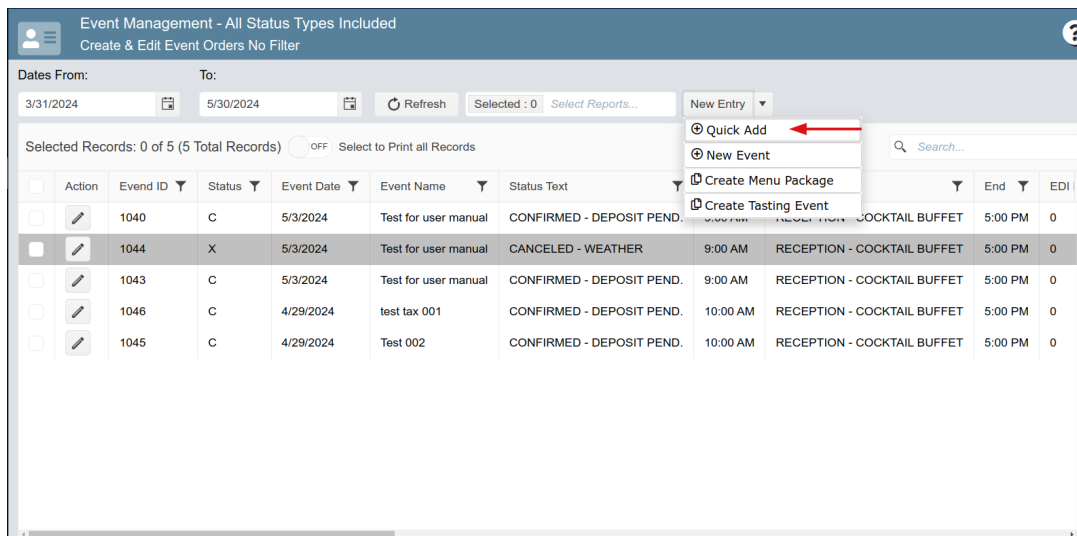 Event Management - All Status Types Included
Create & Edit Event Orders No Filter
?
Dates From: To:
3/31/2024 5/30/2024 Refresh Selected : 0 Select Reports... New Entry
Quick Add
New Event
Create Menu Package
Create Tasting Event
Selected Records: 0 of 5 (5 Total Records) OFF Select to Print all Records Search...
Action Evend ID Status Event Date Event Name Status Text End EDI
1040 C 5/3/2024 Test for user manual CONFIRMED - DEPOSIT PEND. 9:00 AM RECEPTION - COCKTAIL BUFFET 5:00 PM 0
1044 X 5/3/2024 Test for user manual CANCELED - WEATHER 9:00 AM RECEPTION - COCKTAIL BUFFET 5:00 PM 0
1043 C 5/3/2024 Test for user manual CONFIRMED - DEPOSIT PEND. 9:00 AM RECEPTION - COCKTAIL BUFFET 5:00 PM 0
1046 C 4/29/2024 test tax 001 CONFIRMED - DEPOSIT PEND. 10:00 AM RECEPTION - COCKTAIL BUFFET 5:00 PM 0
1045 C 4/29/2024 Test 002 CONFIRMED - DEPOSIT PEND. 10:00 AM RECEPTION - COCKTAIL BUFFET 5:00 PM 0